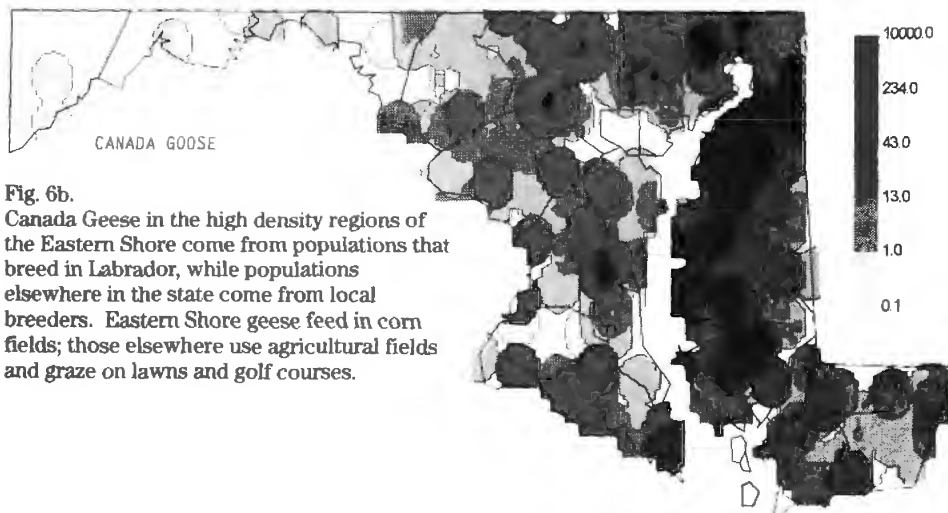 CANADA GOOSE
Fig. 6b.
Canada Geese in the high density regions of
the Eastern Shore come from populations that
breed in Labrador, while populations
elsewhere in the state come from local
breeders. Eastern Shore geese feed in corn
fields; those elsewhere use agricultural fields
and graze on lawns and golf courses.
10000.0
234.0
43.0
13.0
1.0
0.1